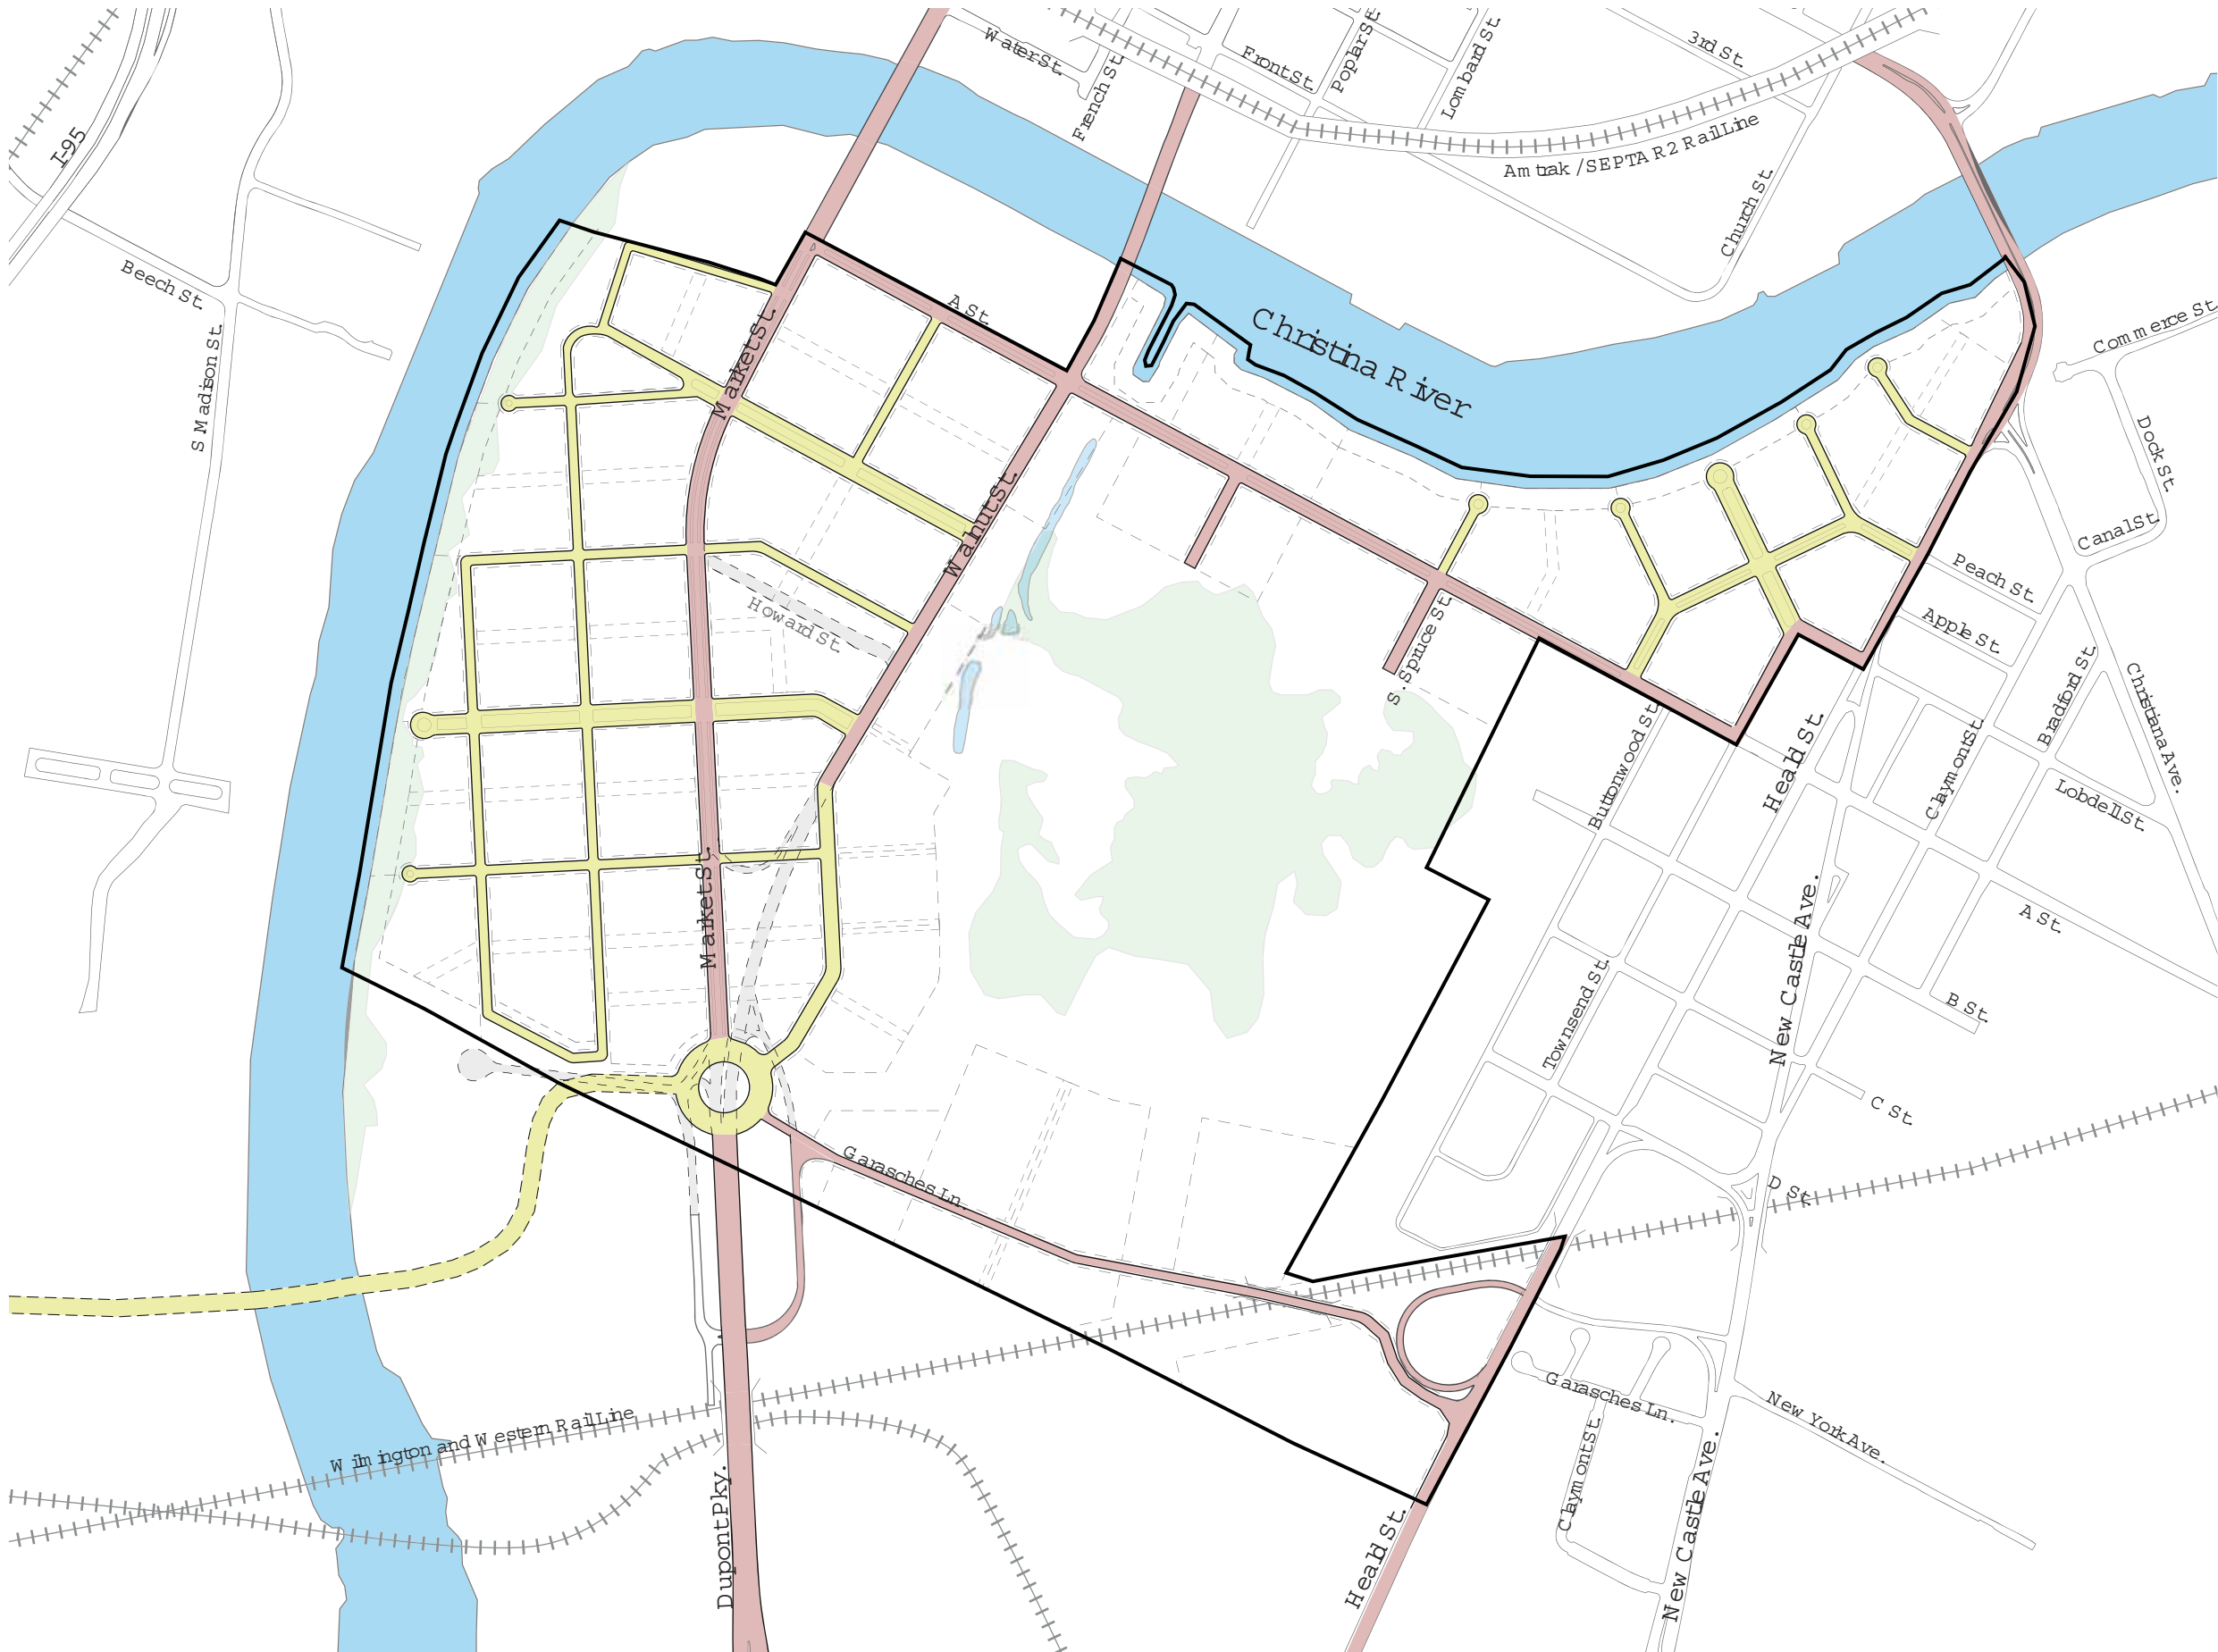 Water St.
French St.
Front St.
Poplar St.
Lombard St.
3rd St.
I-95
Amtrak / SEPTA R2 Rail Line
Church St.
Beech St.
A St.
Christina River
Commerce St.
S Madison St.
Market St.
Dock St.
Walnut St.
Canal St.
Peach St.
Howard St.
Apple St.
S. Spruce St.
Bradford St.
Christina Ave.
Buttonwood St.
Heald St.
Claymont St.
Lobdell St.
Market St.
New Castle Ave.
A St.
Townsend St.
B St.
C St.
Garasches Ln.
D St.
Garasches Ln.
New York Ave.
Wilmington and Western Rail Line
Claymont St.
Dupont Pky.
Heald St.
New Castle Ave.